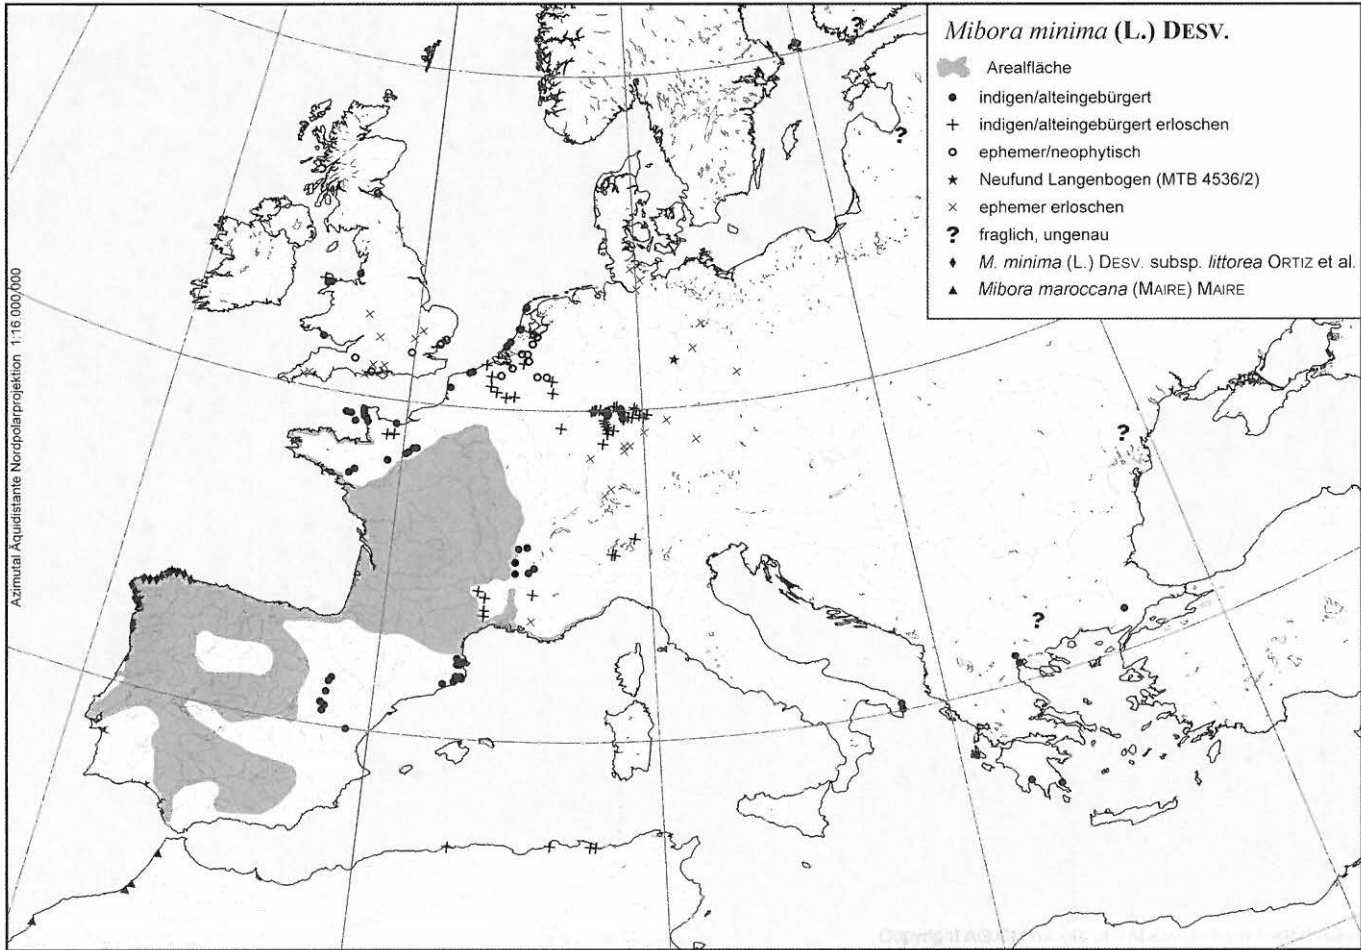 Mibora minima (L.) DESV.
Arealfläche
indigen/alteingebürgert
indigen/alteingebürgert erloschen
ephemer/neophytisch
Neufund Langenbogen (MTB 4536/2)
ephemer erloschen
? fraglich, ungenau
M. minima (L.) DESV. subsp. littorea ORTIZ et al.
Mibora maroccana (MAIRE) MAIRE
?
?
?
?
Azimutal Äquidistante Nordpolarprojektion 1:16 000 000